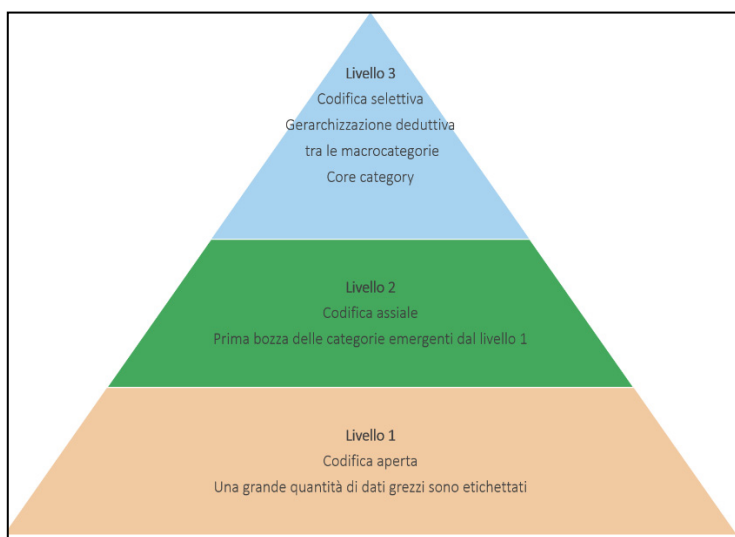 Livello 3
Codifica selettiva
Gerarchizzazione deduttiva
tra le macrocategorie
Core category
Livello 2
Codifica assiale
Prima bozza delle categorie emergenti dal livello 1
Livello 1
Codifica aperta
Una grande quantità di dati grezzi sono etichettati